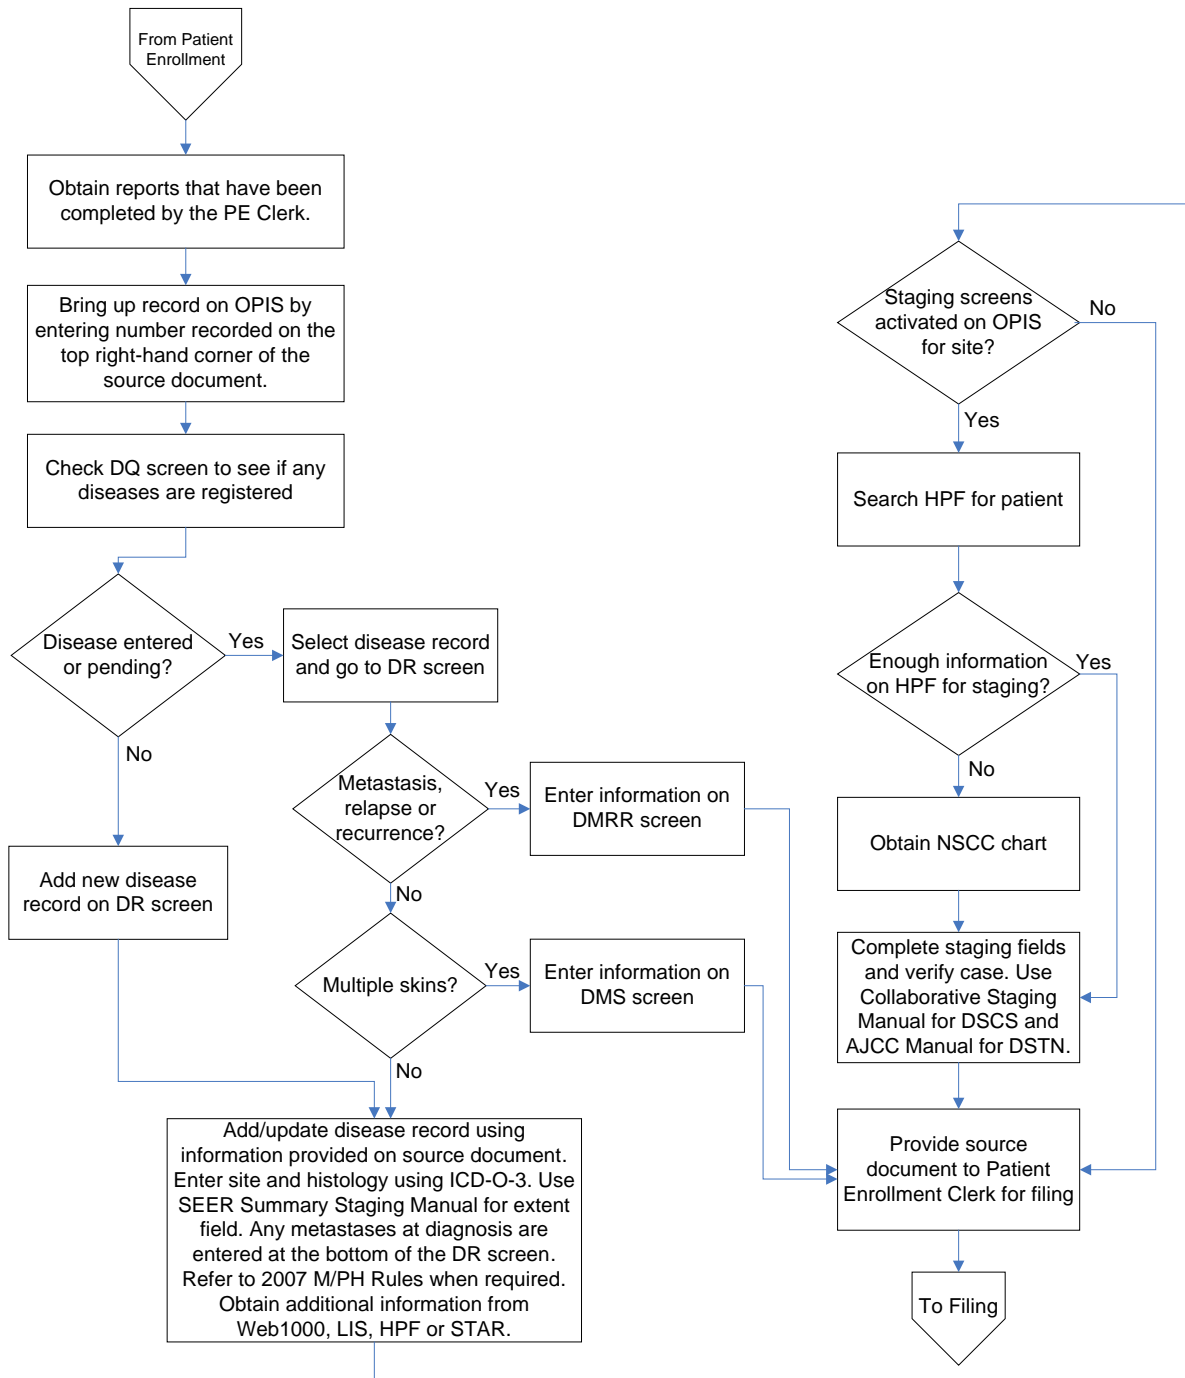 From Patient
Enrollment
Obtain reports that have been
completed by the PE Clerk.
Bring up record on OPIS by
entering number recorded on the
top right-hand corner of the
source document.
Check DQ screen to see if any
diseases are registered
Disease entered
or pending?
Yes
No
Select disease record
and go to DR screen
Add new disease
record on DR screen
Metastasis,
relapse or
recurrence?
Yes
No
Enter information on
DMRR screen
Multiple skins?
Yes
No
Enter information on
DMS screen
Add/update disease record using
information provided on source document.
Enter site and histology using ICD-O-3. Use
SEER Summary Staging Manual for extent
field. Any metastases at diagnosis are
entered at the bottom of the DR screen.
Refer to 2007 M/PH Rules when required.
Obtain additional information from
Web1000, LIS, HPF or STAR.
Staging screens
activated on OPIS
for site?
No
Yes
Search HPF for patient
Enough information
on HPF for staging?
Yes
No
Obtain NSCC chart
Complete staging fields
and verify case. Use
Collaborative Staging
Manual for DSCS and
AJCC Manual for DSTN.
Provide source
document to Patient
Enrollment Clerk for filing
To Filing